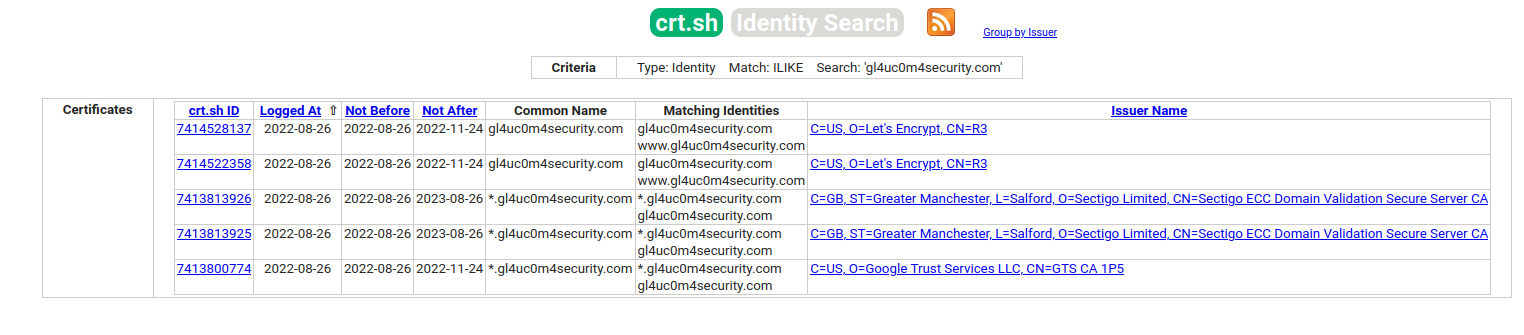 crt.sh Identity Search Group by Issuer
Criteria Type: Identity Match: ILIKE Search: 'gl4uc0m4security.com'
Certificates crt.sh ID Logged At ⇧ Not Before Not After Common Name Matching Identities Issuer Name
7414528137 2022-08-26 2022-08-26 2022-11-24 gl4uc0m4security.com gl4uc0m4security.com C=US, O=Let's Encrypt, CN=R3
www.gl4uc0m4security.com
7414522358 2022-08-26 2022-08-26 2022-11-24 gl4uc0m4security.com gl4uc0m4security.com C=US, O=Let's Encrypt, CN=R3
www.gl4uc0m4security.com
7413813926 2022-08-26 2022-08-26 2023-08-26 *.gl4uc0m4security.com *.gl4uc0m4security.com C=GB, ST=Greater Manchester, L=Salford, O=Sectigo Limited, CN=Sectigo ECC Domain Validation Secure Server CA
gl4uc0m4security.com
7413813925 2022-08-26 2022-08-26 2023-08-26 *.gl4uc0m4security.com *.gl4uc0m4security.com C=GB, ST=Greater Manchester, L=Salford, O=Sectigo Limited, CN=Sectigo ECC Domain Validation Secure Server CA
gl4uc0m4security.com
7413800774 2022-08-26 2022-08-26 2022-11-24 *.gl4uc0m4security.com *.gl4uc0m4security.com C=US, O=Google Trust Services LLC, CN=GTS CA 1P5
gl4uc0m4security.com